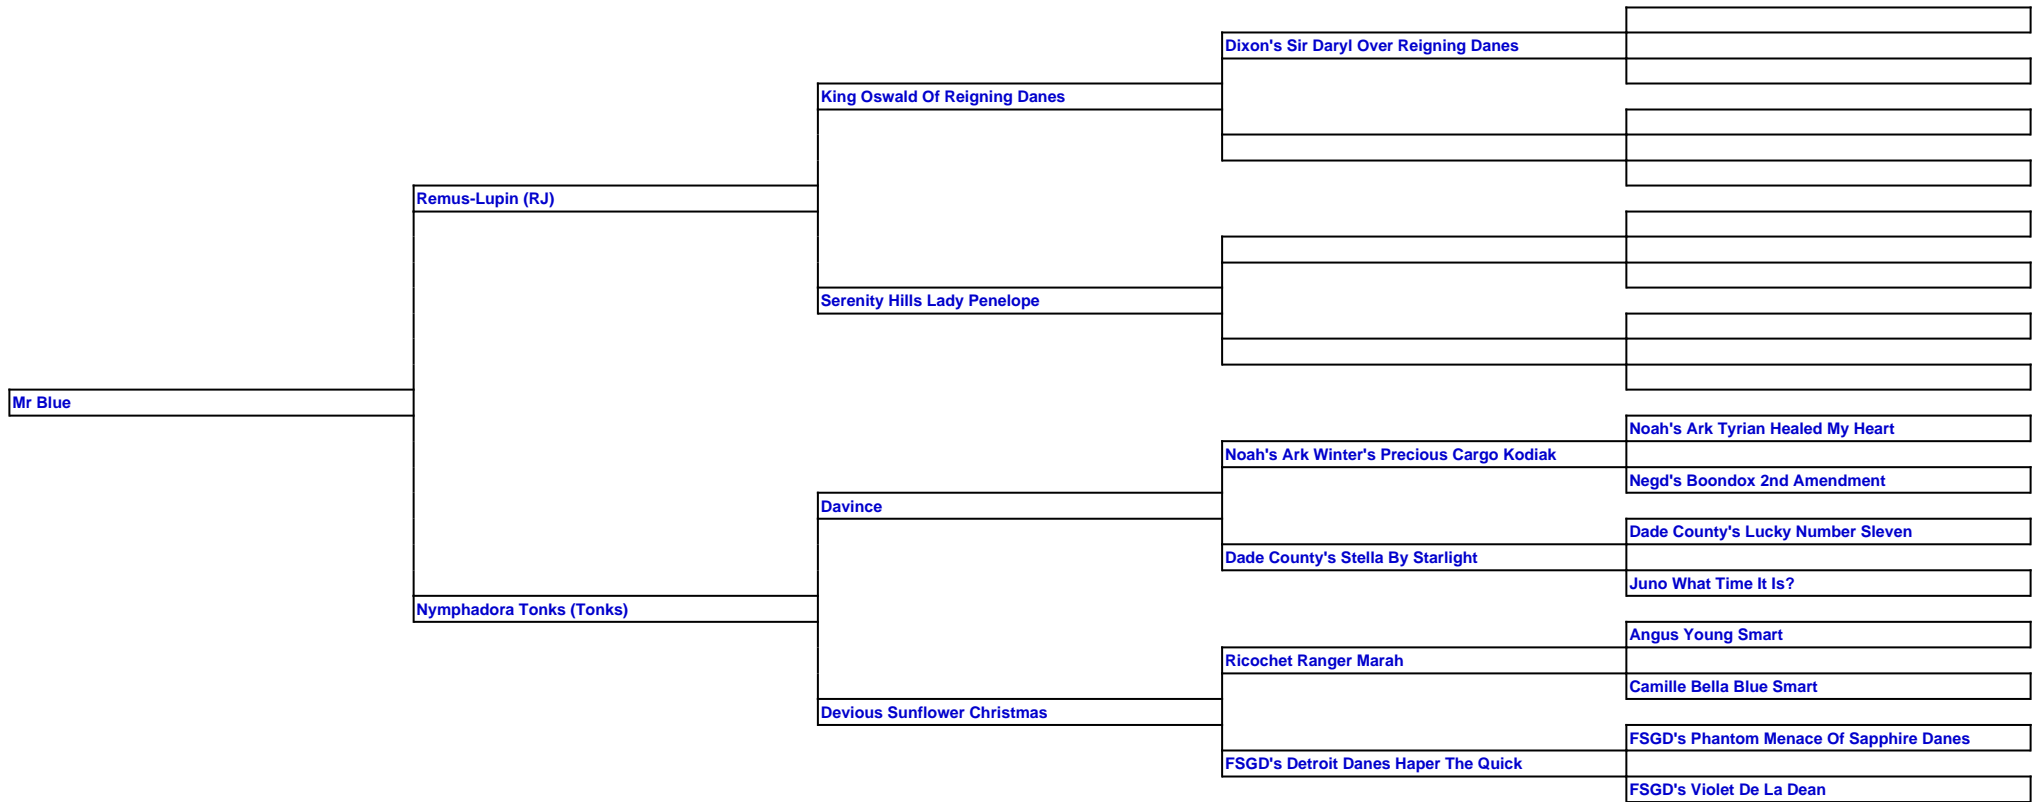 Dixon's Sir Daryl Over Reigning Danes
King Oswald Of Reigning Danes
Remus-Lupin (RJ)
Serenity Hills Lady Penelope
Mr Blue
Noah's Ark Tyrian Healed My Heart
Noah's Ark Winter's Precious Cargo Kodiak
Negd's Boondox 2nd Amendment
Davince
Dade County's Lucky Number Sleven
Dade County's Stella By Starlight
Juno What Time It Is?
Nymphadora Tonks (Tonks)
Angus Young Smart
Ricochet Ranger Marah
Camille Bella Blue Smart
Devious Sunflower Christmas
FSGD's Phantom Menace Of Sapphire Danes
FSGD's Detroit Danes Haper The Quick
FSGD's Violet De La Dean